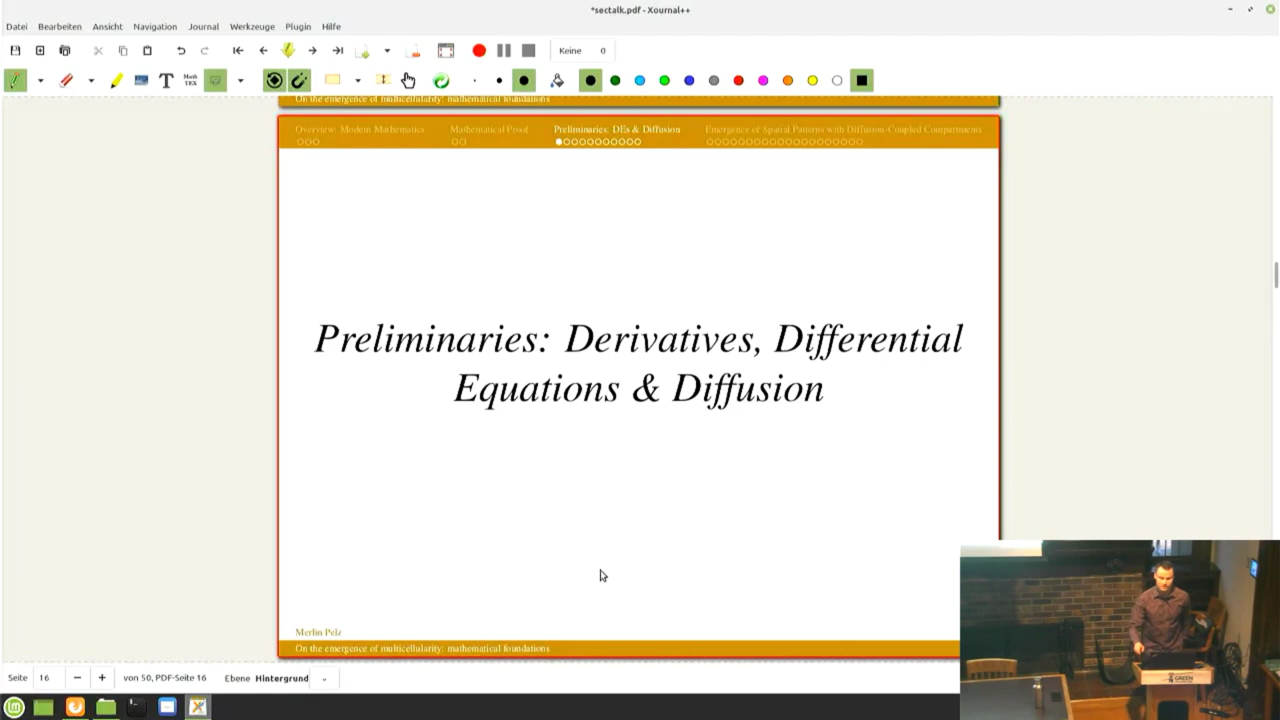 *sectalk.pdf - Xournal++
Datei Bearbeiten Ansicht Navigation Journal Werkzeuge Plugin Hilfe
Keine 0
Math
TEX
T
On the emergence of multicellularity: mathematical foundations
Overview: Modern Mathematics Mathematical Proof Preliminaries: DEs & Diffusion Emergence of Spatial Patterns with Diffusion-Coupled Compartments
Preliminaries: Derivatives, Differential
Equations & Diffusion
Merlin Pelz
On the emergence of multicellularity: mathematical foundations
GREEN
Seite 16 von 50, PDF-Seite 16 Ebene Hintergrund